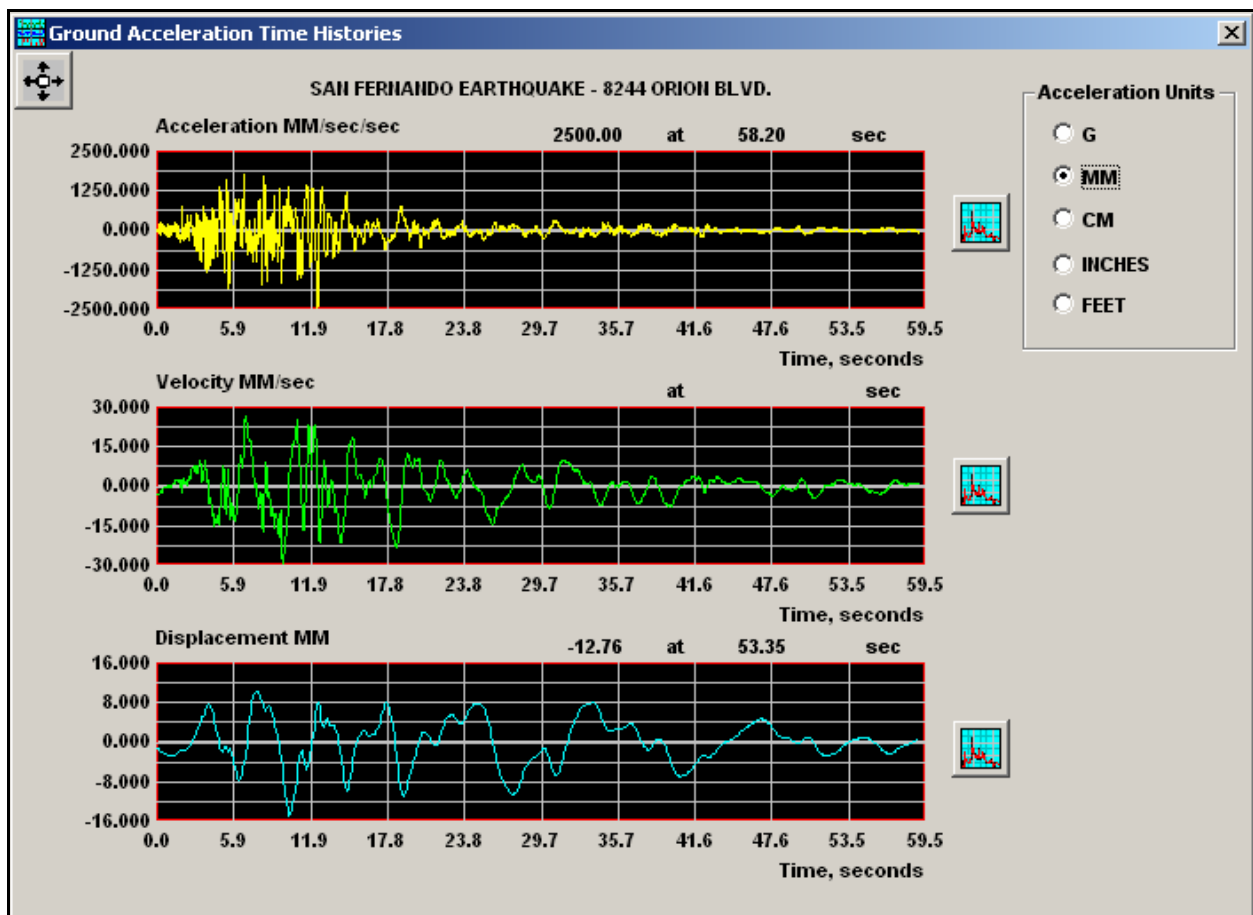 Ground Acceleration Time Histories
SAN FERNANDO EARTHQUAKE - 8244 ORION BLVD.
Acceleration MM/sec/sec 2500.00 at 58.20 sec
2500.000
1250.000
0.000
-1250.000
-2500.000
0.0 5.9 11.9 17.8 23.8 29.7 35.7 41.6 47.6 53.5 59.5
Time, seconds
Velocity MM/sec at sec
30.000
15.000
0.000
-15.000
-30.000
0.0 5.9 11.9 17.8 23.8 29.7 35.7 41.6 47.6 53.5 59.5
Time, seconds
Displacement MM -12.76 at 53.35 sec
16.000
8.000
0.000
-8.000
-16.000
0.0 5.9 11.9 17.8 23.8 29.7 35.7 41.6 47.6 53.5 59.5
Time, seconds
Acceleration Units
G
MM
CM
INCHES
FEET